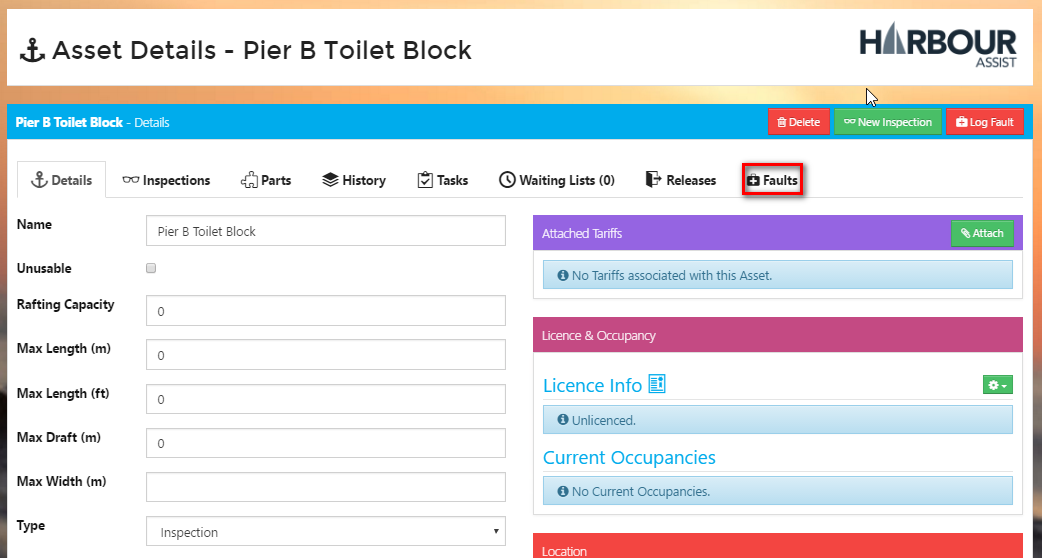 Asset Details - Pier B Toilet Block
HARBOUR
ASSIST
Pier B Toilet Block - Details
Delete
New Inspection
Log Fault
Details
Inspections
Parts
History
Tasks
Waiting Lists (0)
Releases
Faults
Name
Pier B Toilet Block
Unusable
Rafting Capacity
0
Max Length (m)
0
Max Length (ft)
0
Max Draft (m)
0
Max Width (m)
Type
Inspection
Attached Tariffs
Attach
No Tariffs associated with this Asset.
Licence & Occupancy
Licence Info
Unlicenced.
Current Occupancies
No Current Occupancies.
Location